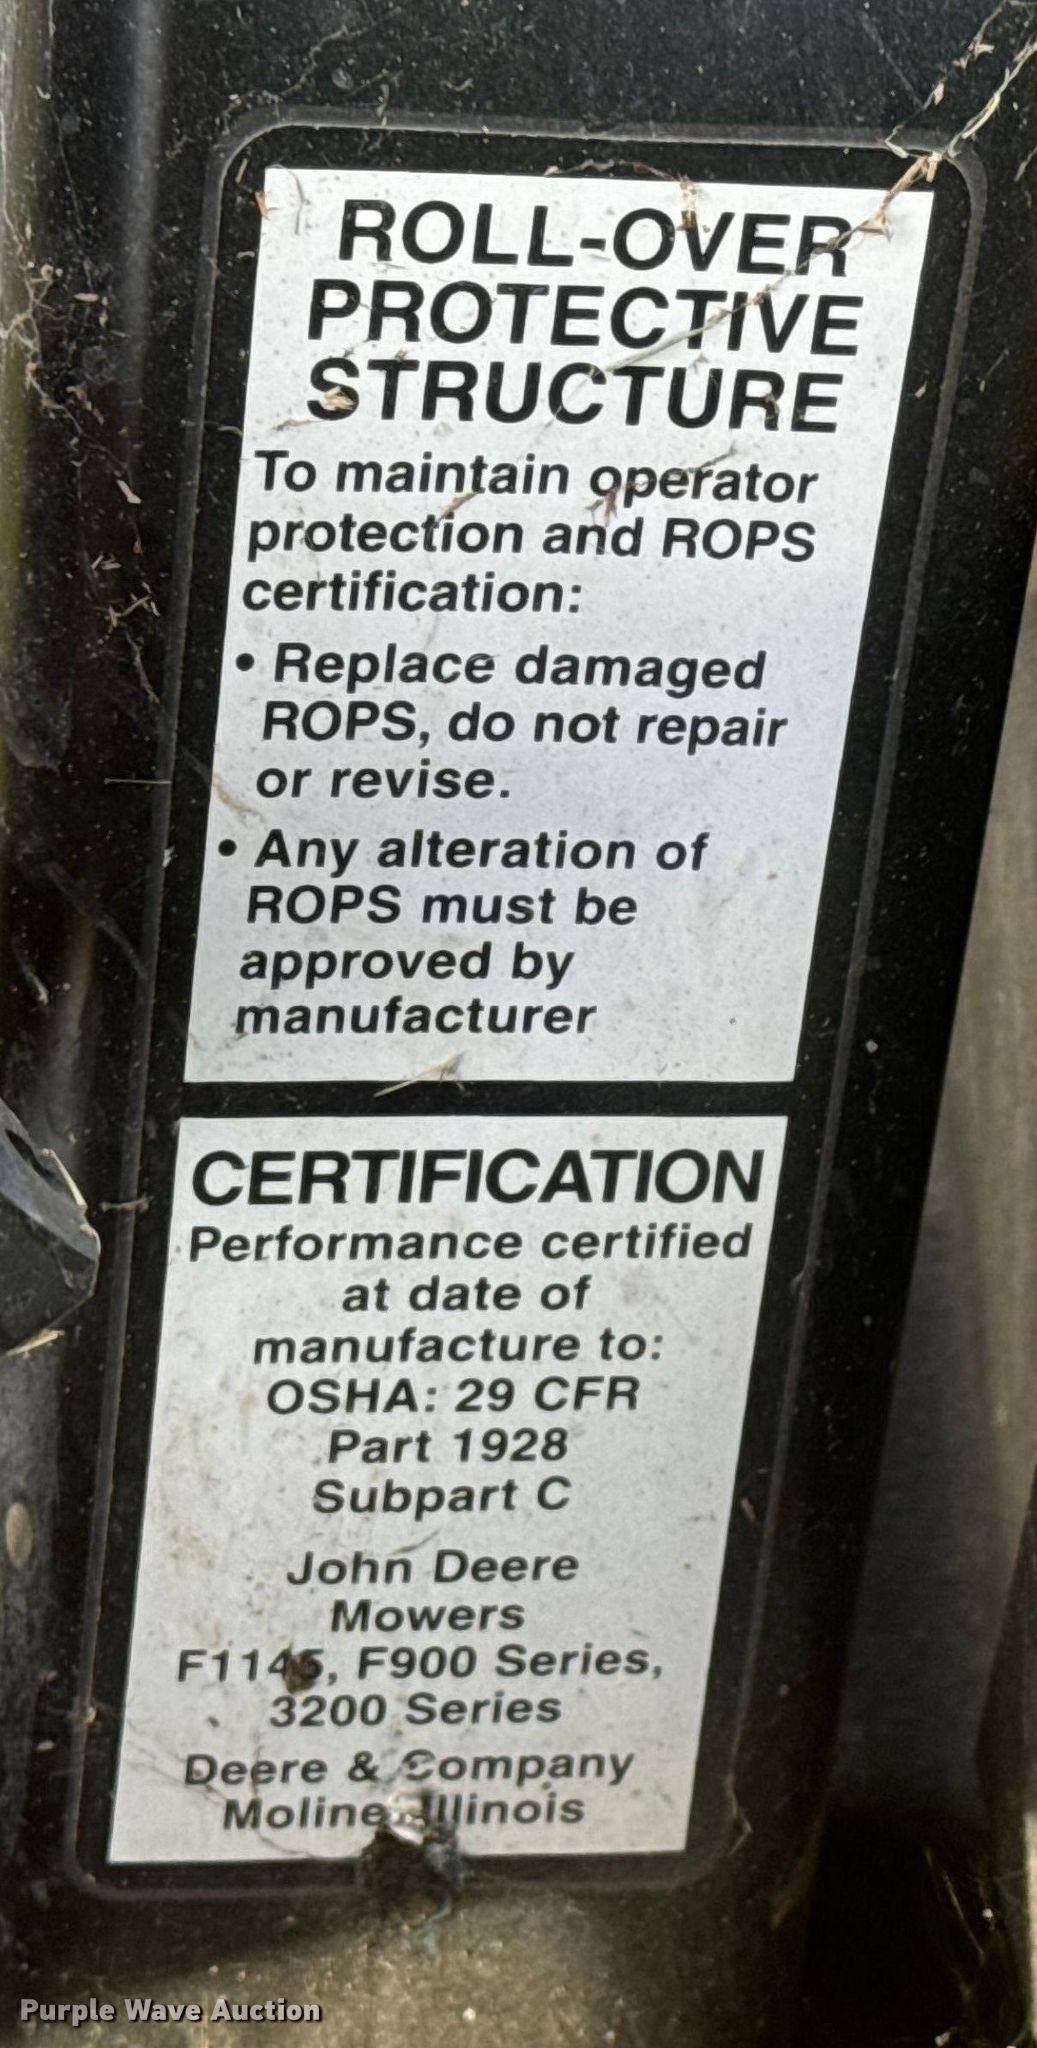 ROLL-OVER
PROTECTIVE
STRUCTURE
To maintain operator
protection and ROPS
certification:
• Replace damaged
ROPS, do not repair
or revise.
• Any alteration of
ROPS must be
approved by
manufacturer
CERTIFICATION
Performance certified
at date of
manufacture to:
OSHA: 29 CFR
Part 1928
Subpart C
John Deere
Mowers
F1145, F900 Series,
3200 Series
Deere & Company
Moline, Illinois
Purple Wave Auction